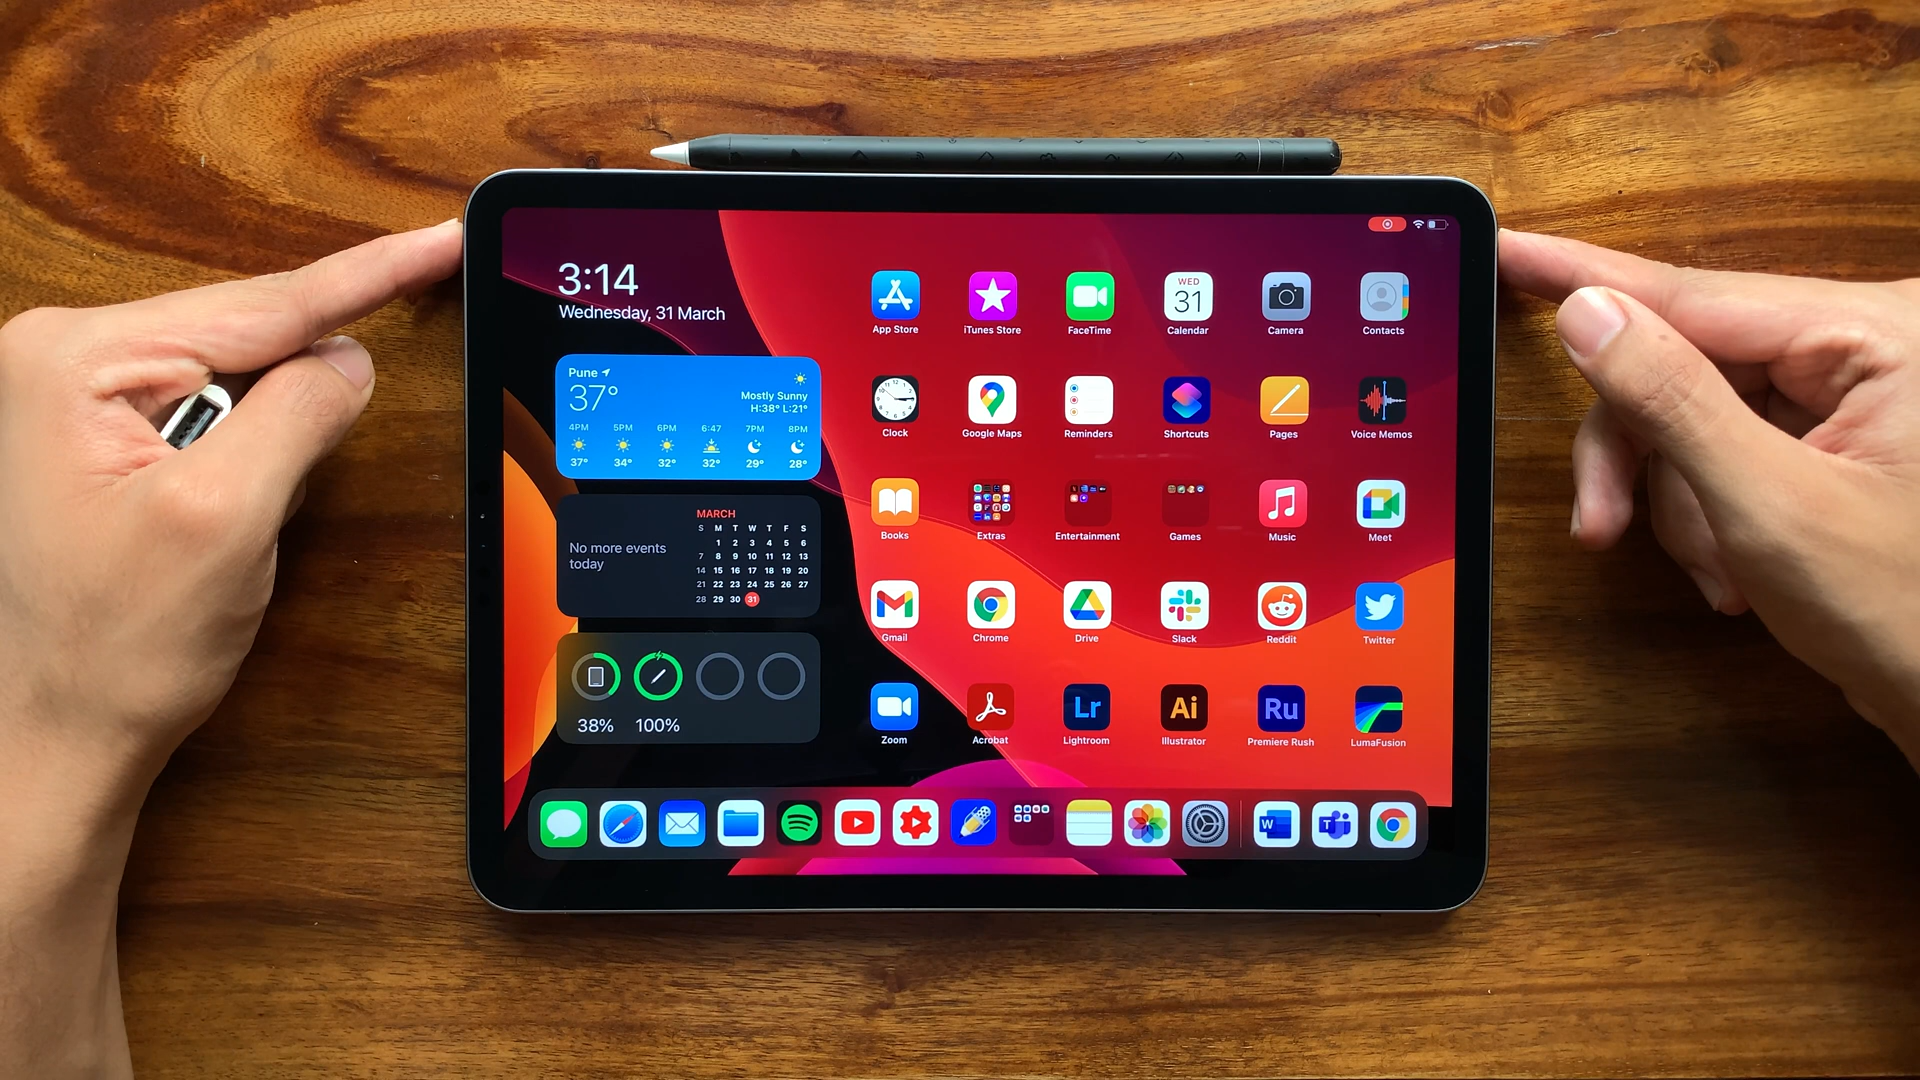 3:14
Wednesday, 31 March
Pune
37°
Mostly Sunny
H:38° L:21°
4PM 5PM 6PM 6:47 7PM 8PM
37° 34° 32° 32° 29° 28°
No more events
today
MARCH
S M T W T F S
1 2 3 4 5 6
7 8 9 10 11 12 13
14 15 16 17 18 19 20
21 22 23 24 25 26 27
28 29 30 31
38% 100%
WED
31
App Store iTunes Store FaceTime Calendar Camera Contacts
Clock Google Maps Reminders Shortcuts Pages Voice Memos
Books Extras Entertainment Games Music Meet
Gmail Chrome Drive Slack Reddit Twitter
Lr Ai Ru
Zoom Acrobat Lightroom Illustrator Premiere Rush LumaFusion
W T